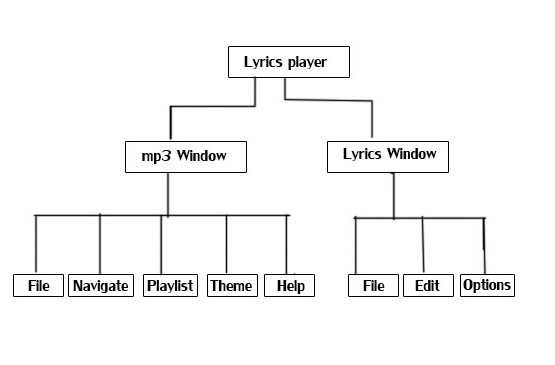 Lyrics player
mp3 Window
Lyrics Window
File
Navigate
Playlist
Theme
Help
File
Edit
Options